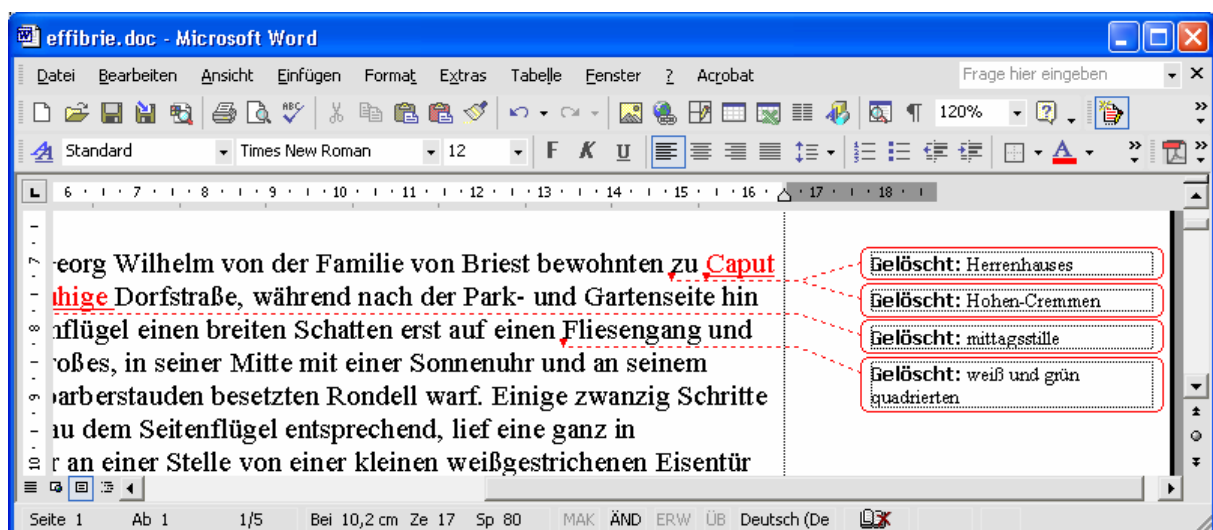 effibrie.doc - Microsoft Word
Datei Bearbeiten Ansicht Einfügen Format Extras Tabelle Fenster ? Acrobat Frage hier eingeben
120%
Standard Times New Roman 12 F K U
6 7 8 9 10 11 12 13 14 15 16 17 18
Georg Wilhelm von der Familie von Briest bewohnten zu Caput
uhige Dorfstraße, während nach der Park- und Gartenseite hin
nflügel einen breiten Schatten erst auf einen Fliesengang und
roßes, in seiner Mitte mit einer Sonnenuhr und an seinem
barberstauden besetzten Rondell warf. Einige zwanzig Schritte
au dem Seitenflügel entsprechend, lief eine ganz in
r an einer Stelle von einer kleinen weißgestrichenen Eisentür
Gelöscht: Herrenhauses
Gelöscht: Hohen-Cremmen
Gelöscht: mittagsstille
Gelöscht: weiß und grün
quadrierten
Seite 1 Ab 1 1/5 Bei 10,2 cm Ze 17 Sp 80 MAK ÄND ERW ÜB Deutsch (De